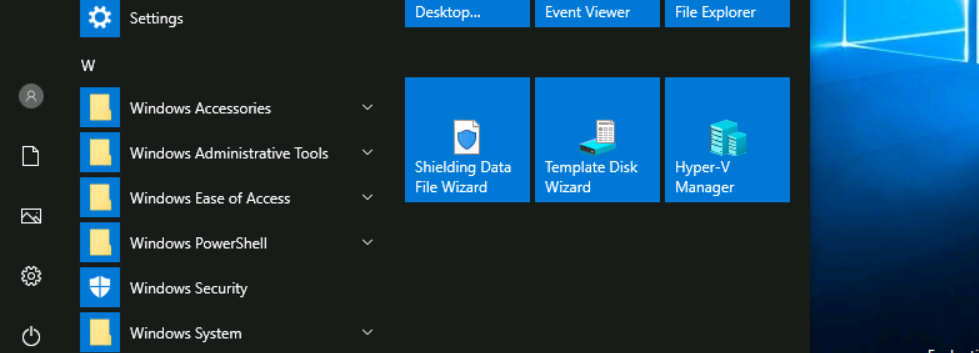 Settings
W
Windows Accessories
Windows Administrative Tools
Windows Ease of Access
Windows PowerShell
Windows Security
Windows System
Desktop...
Event Viewer
File Explorer
Shielding Data
File Wizard
Template Disk
Wizard
Hyper-V
Manager